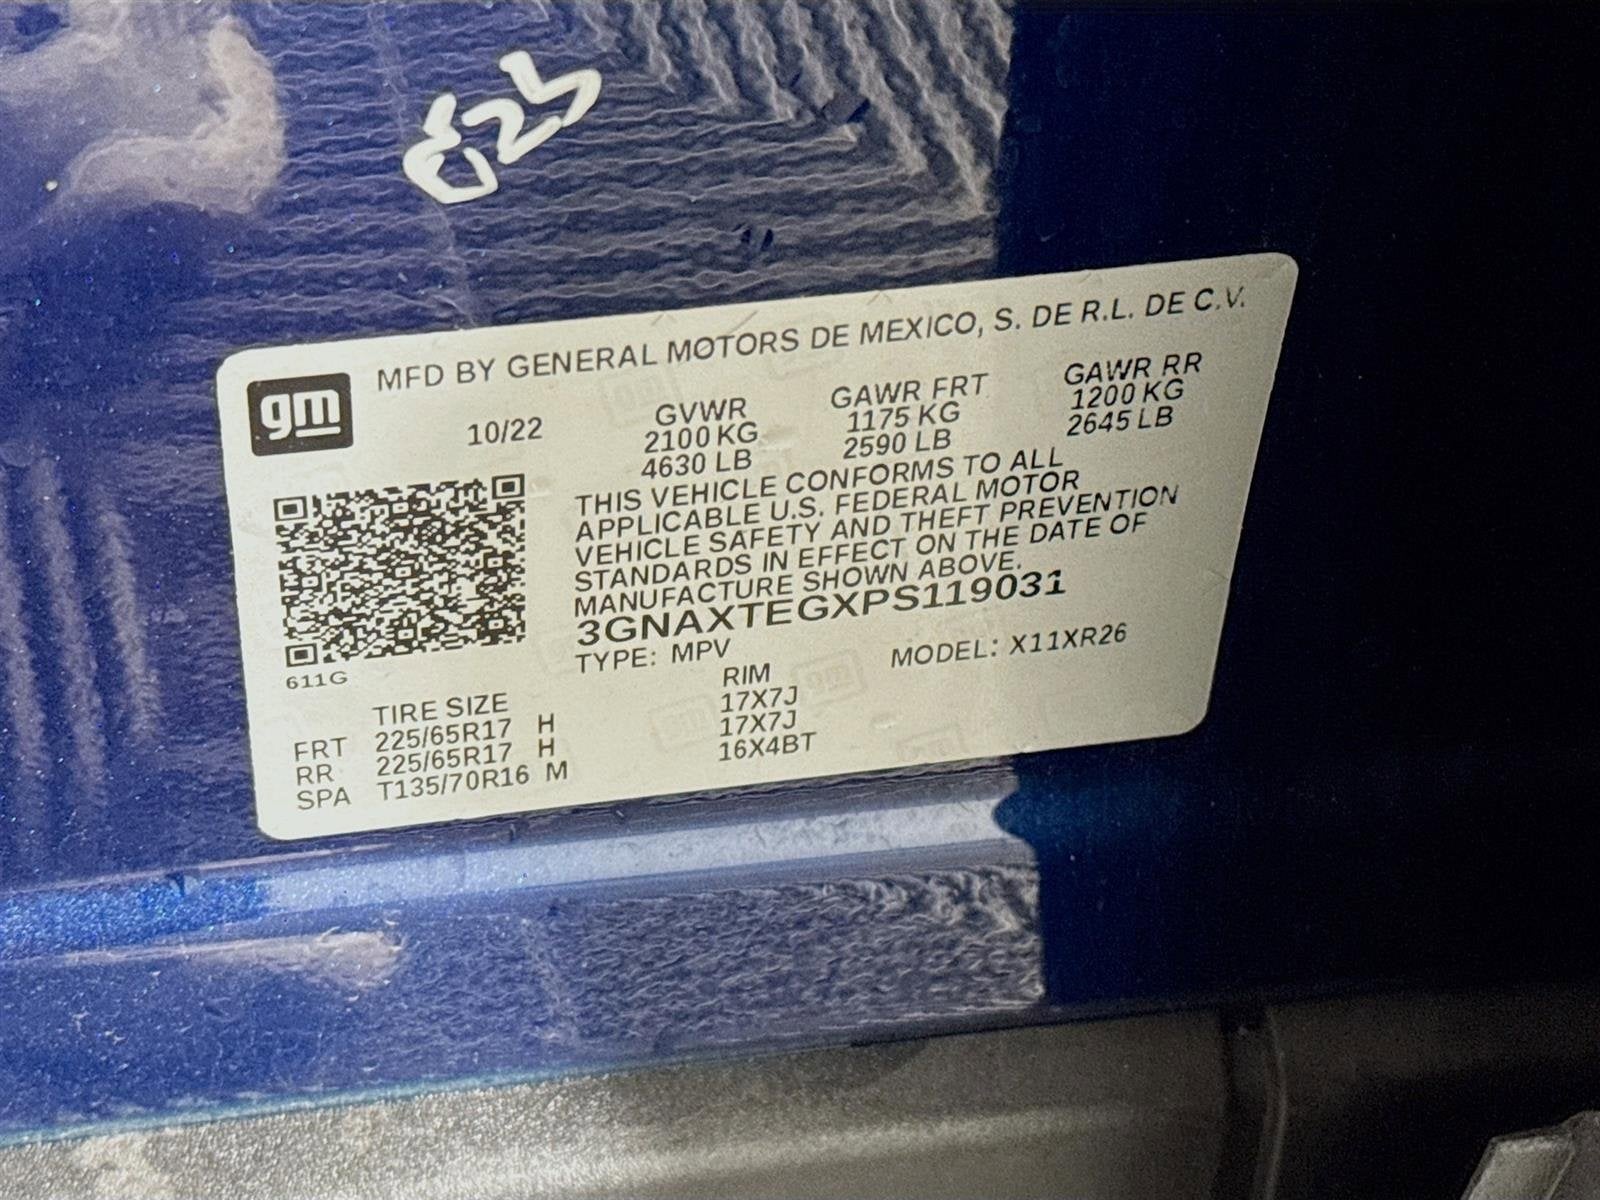 623
MFD BY GENERAL MOTORS DE MEXICO, S. DE R.L. DE C.V.
gm
10/22
GVWR
2100 KG
4630 LB
GAWR FRT
1175 KG
2590 LB
GAWR RR
1200 KG
2645 LB
THIS VEHICLE CONFORMS TO ALL
APPLICABLE U.S. FEDERAL MOTOR
VEHICLE SAFETY AND THEFT PREVENTION
STANDARDS IN EFFECT ON THE DATE OF
MANUFACTURE SHOWN ABOVE.
3GNAXTEGXPS119031
TYPE: MPV MODEL: X11XR26
611G
TIRE SIZE RIM
FRT 225/65R17 H 17X7J
RR 225/65R17 H 17X7J
SPA T135/70R16 M 16X4BT